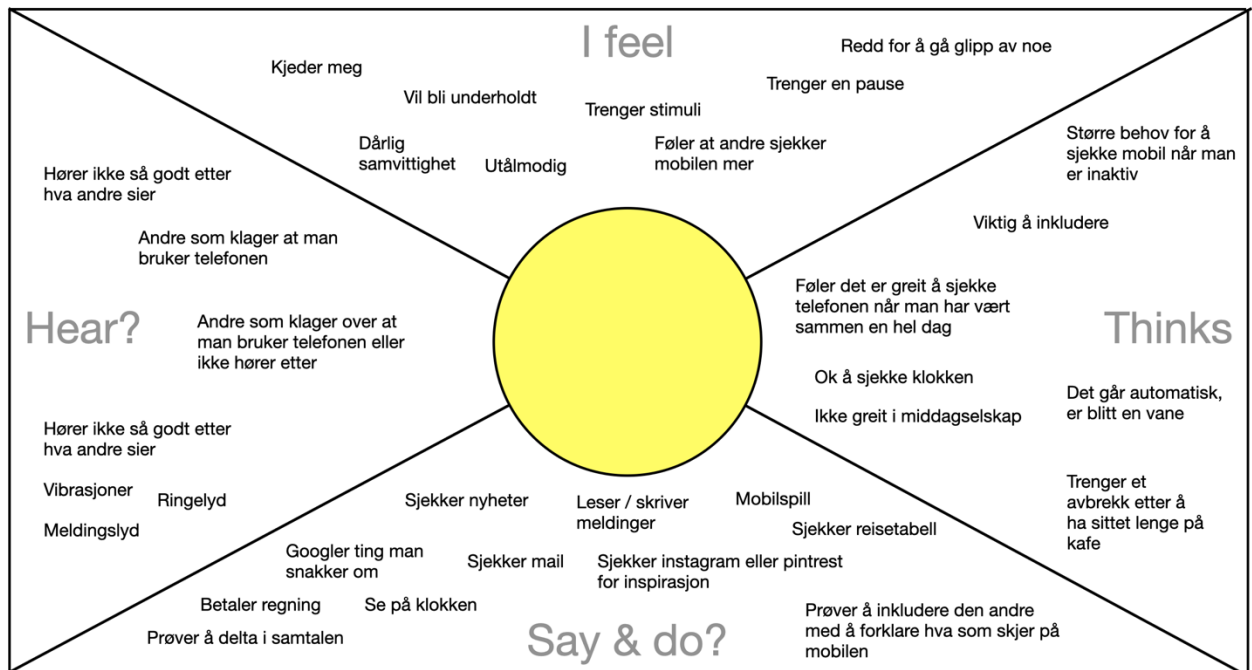 I feel
Redd for å gå glipp av noe
Kjeder meg
Trenger en pause
Vil bli underholdt
Trenger stimuli
Dårlig
samvittighet
Utålmodig
Føler at andre sjekker
mobilen mer
Hører ikke så godt etter
hva andre sier
Andre som klager at man
bruker telefonen
Hear?
Andre som klager over at
man bruker telefonen eller
ikke hører etter
Hører ikke så godt etter
hva andre sier
Vibrasjoner
Ringelyd
Meldingslyd
Større behov for å
sjekke mobil når man
er inaktiv
Viktig å inkludere
Føler det er greit å sjekke
telefonen når man har vært
sammen en hel dag
Thinks
Ok å sjekke klokken
Ikke greit i middagselskap
Det går automatisk,
er blitt en vane
Trenger et
avbrekk etter å
ha sittet lenge på
kafe
Sjekker nyheter
Leser / skriver
meldinger
Mobilspill
Sjekker reisetabell
Googler ting man
snakker om
Sjekker mail
Sjekker instagram eller pintrest
for inspirasjon
Betaler regning
Se på klokken
Prøver å delta i samtalen
Say & do?
Prøver å inkludere den andre
med å forklare hva som skjer på
mobilen